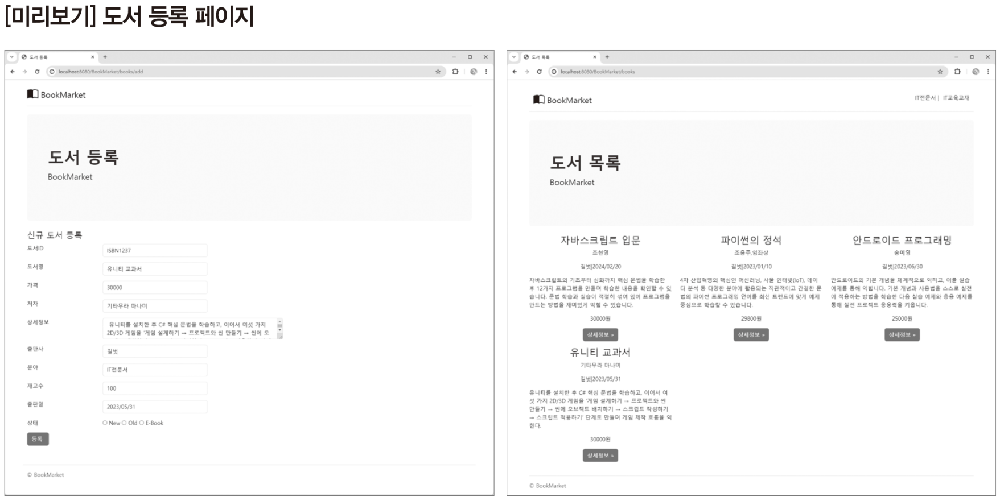 [미리보기] 도서 등록 페이지
도서 등록
localhost:8080/BookMarket/books/add
BookMarket
도서 등록
BookMarket
신규 도서 등록
도서ID
ISBN1237
도서명
유니티 교과서
가격
30000
저자
기타무라 마나미
상세정보
유니티를 설치한 후 C# 핵심 문법을 학습하고, 이어서 여섯 가지
2D/3D 게임을 '게임 설계하기 → 프로젝트와 씬 만들기 → 씬에 오
출판사
길벗
분야
IT전문서
재고수
100
출판일
2023/05/31
상태
New Old E-Book
등록
© BookMarket
도서 목록
localhost:8080/BookMarket/books
BookMarket
IT전문서 | IT교육교재
도서 목록
BookMarket
자바스크립트 입문
조현영
길벗|2024/02/20
자바스크립트의 기초부터 심화까지 핵심 문법을 학습한
후 12가지 프로그램을 만들며 학습한 내용을 확인할 수 있
습니다. 문법 학습과 실습이 적절히 섞여 있어 프로그램을
만드는 방법을 재미있게 익힐 수 있습니다.
30000원
상세정보 »
파이썬의 정석
조용주,임좌상
길벗|2023/01/10
4차 산업혁명의 핵심인 머신러닝, 사물 인터넷(IoT), 데이
터 분석 등 다양한 분야에 활용되는 직관적이고 간결한 문
법의 파이썬 프로그래밍 언어를 최신 트렌드에 맞게 예제
중심으로 학습할 수 있습니다.
29800원
상세정보 »
안드로이드 프로그래밍
송미영
길벗|2023/06/30
안드로이드의 기본 개념을 체계적으로 익히고, 이를 실습
예제를 통해 익힙니다. 기본 개념과 사용법을 스스로 실전
에 적용하는 방법을 학습한 다음 실습 예제와 응용 예제를
통해 실전 프로젝트 응용력을 키웁니다.
25000원
상세정보 »
유니티 교과서
기타무라 마나미
길벗|2023/05/31
유니티를 설치한 후 C# 핵심 문법을 학습하고, 이어서 여
섯 가지 2D/3D 게임을 '게임 설계하기 → 프로젝트와 씬
만들기 → 씬에 오브젝트 배치하기 → 스크립트 작성하기
→ 스크립트 적용하기' 단계로 만들며 게임 제작 흐름을 익
힌다.
30000원
상세정보 »
© BookMarket